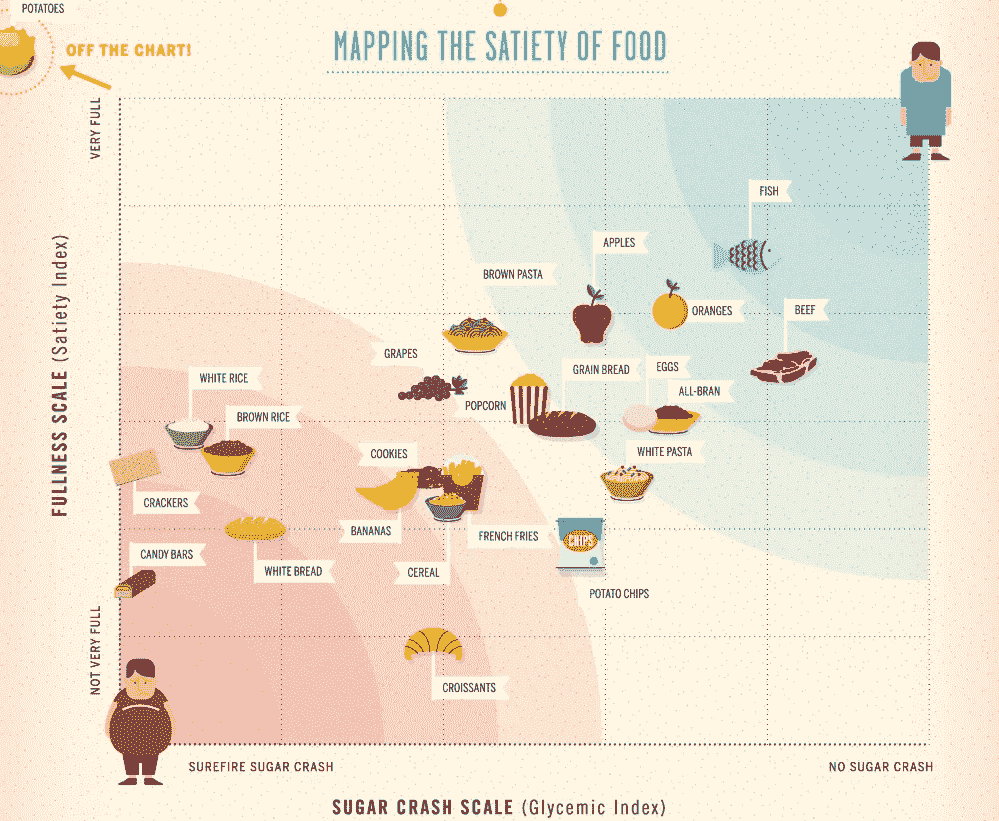 POTATOES
OFF THE CHART!
MAPPING THE SATIETY OF FOOD
VERY FULL
FISH
APPLES
BROWN PASTA
ORANGES
BEEF
GRAPES
GRAIN BREAD
EGGS
WHITE RICE
ALL-BRAN
POPCORN
BROWN RICE
COOKIES
WHITE PASTA
FULLNESS SCALE (Satiety Index)
CRACKERS
BANANAS
FRENCH FRIES
CHIPS
CANDY BARS
WHITE BREAD
CEREAL
POTATO CHIPS
NOT VERY FULL
CROISSANTS
SUREFIRE SUGAR CRASH
NO SUGAR CRASH
SUGAR CRASH SCALE (Glycemic Index)